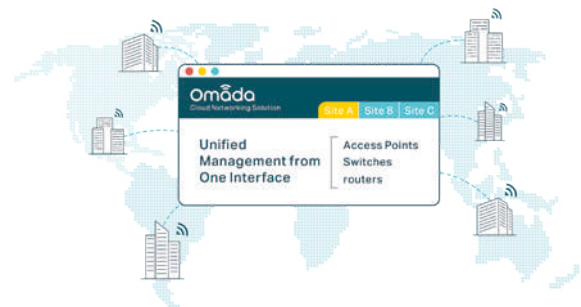 Omada
Cloud Networking Solution
Site A Site B Site C
Unified
Management from
One Interface
Access Points
Switches
routers